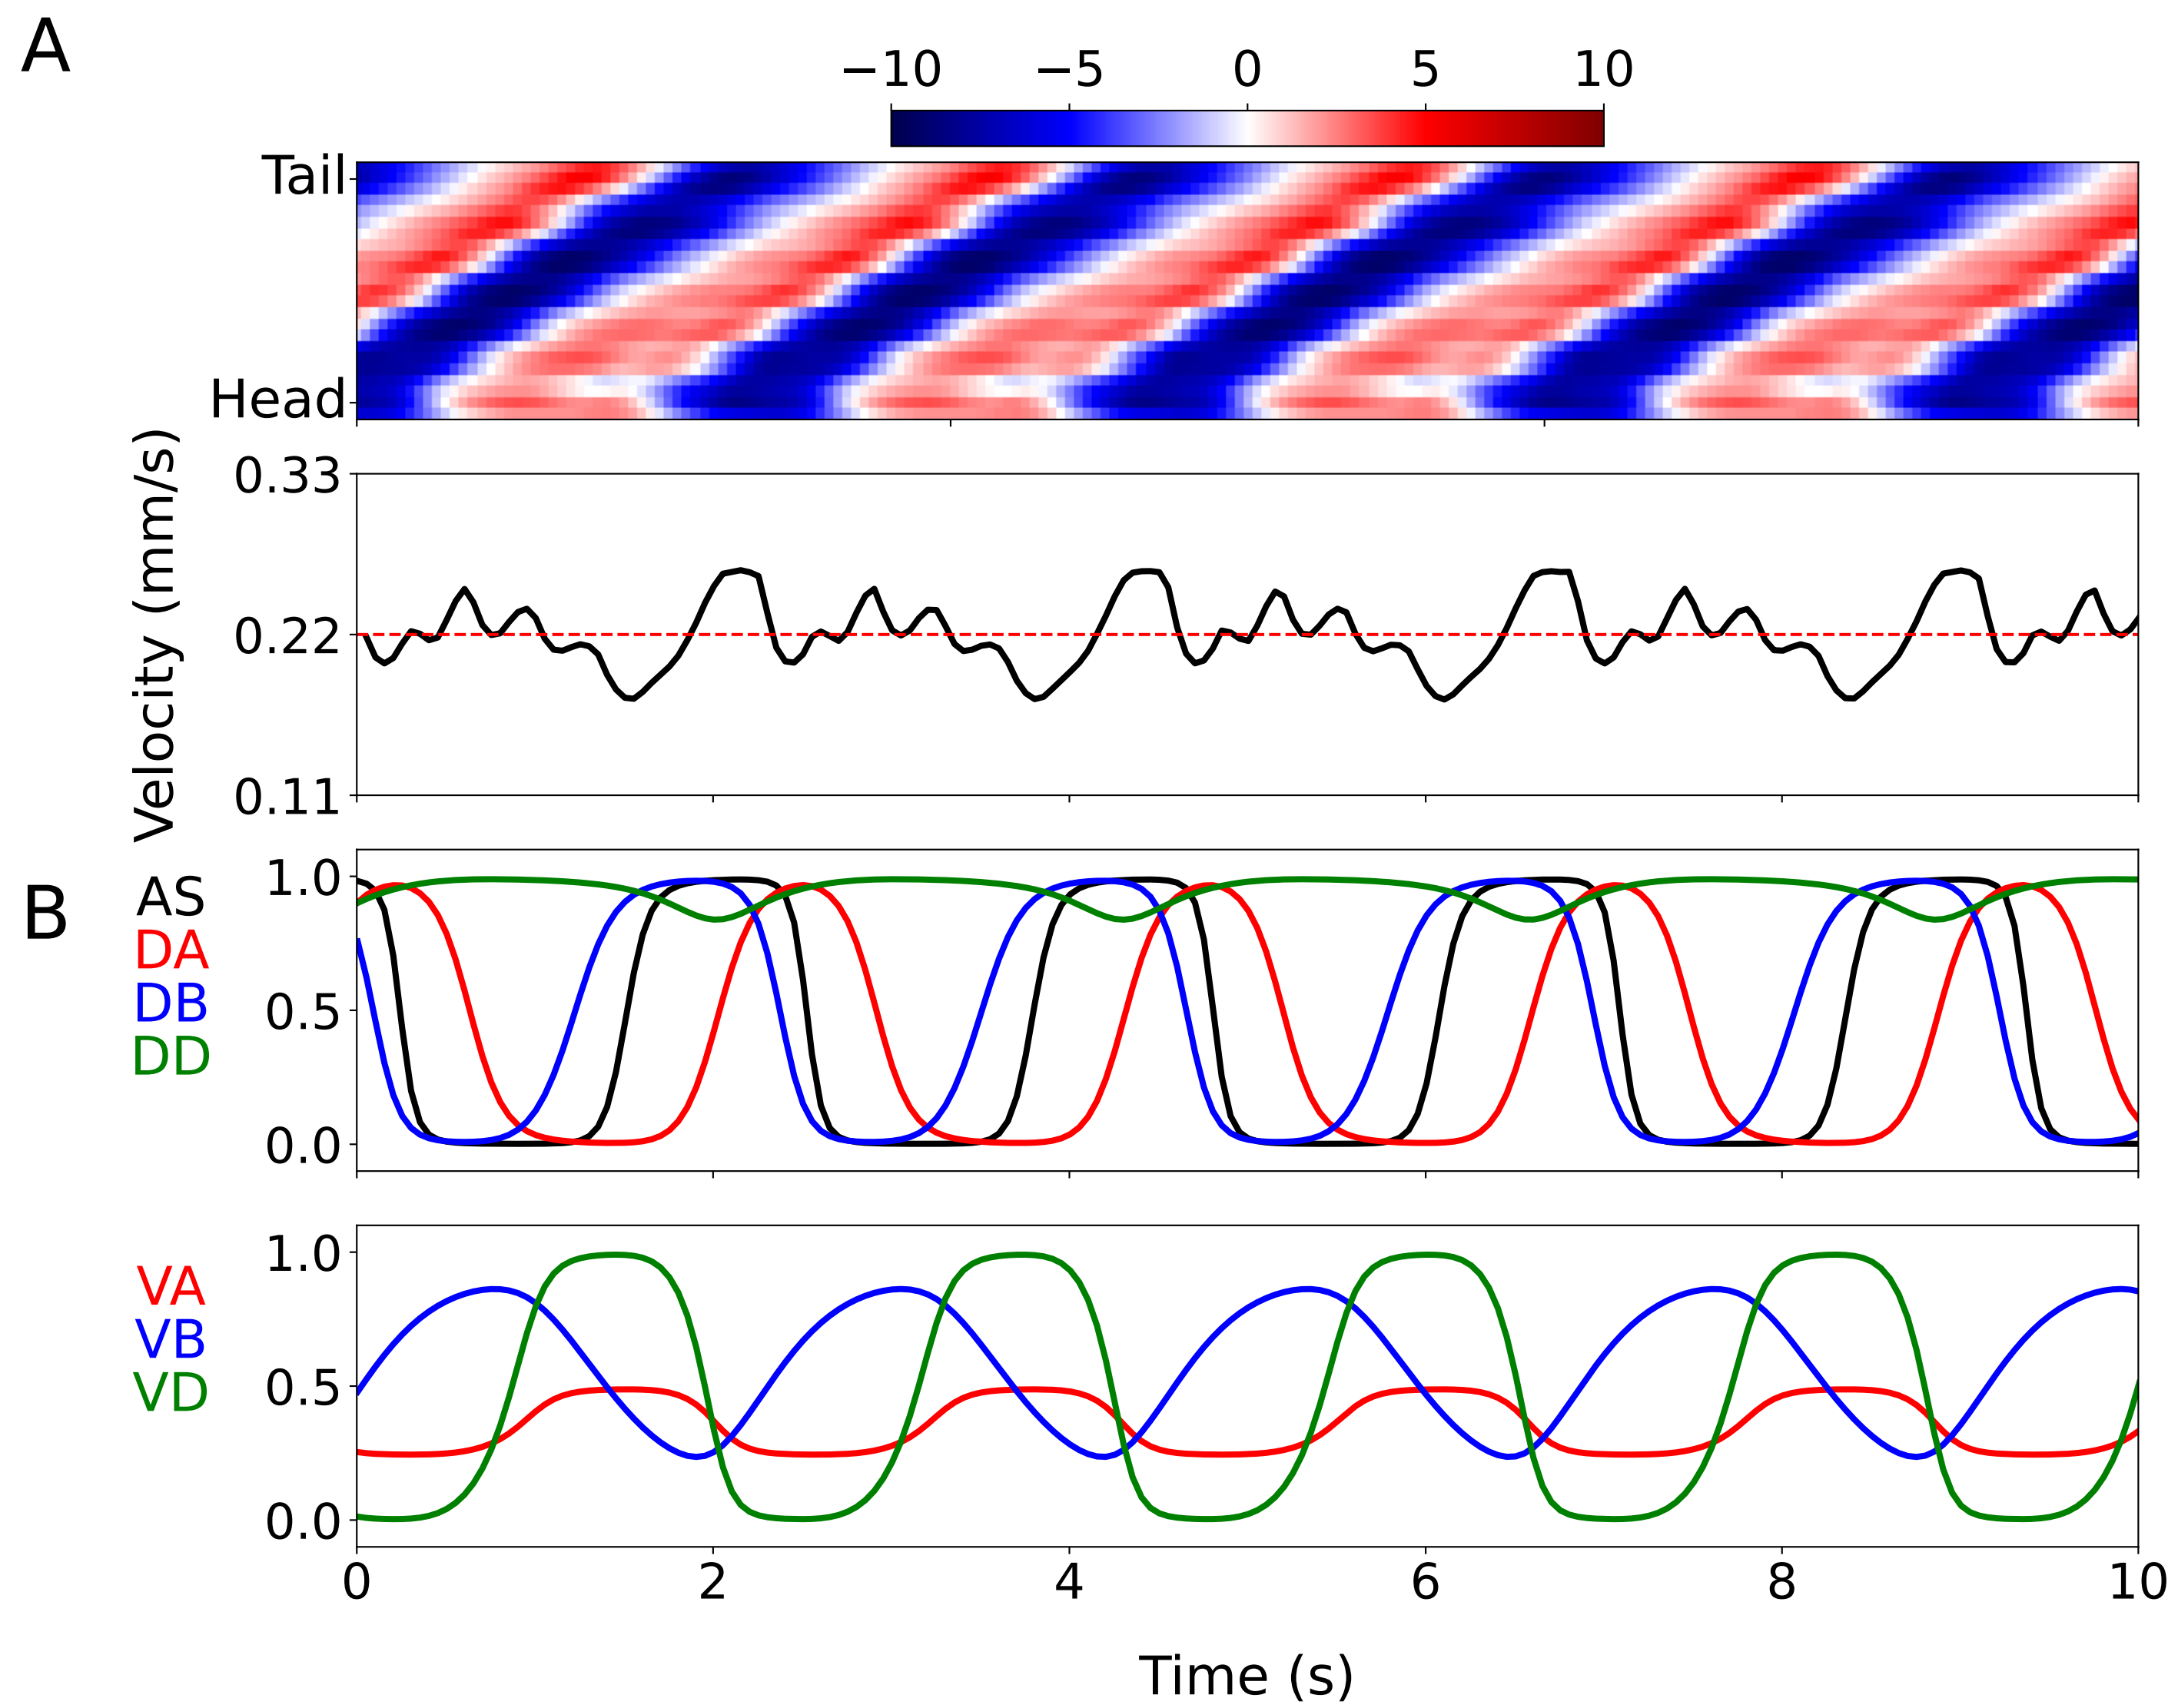 A
−10 −5 0 5 10
Tail
Head
Velocity (mm/s)
0.33
0.22
0.11
B
AS
DA
DB
DD
1.0
0.5
0.0
VA
VB
VD
1.0
0.5
0.0
0 2 4 6 8 10
Time (s)